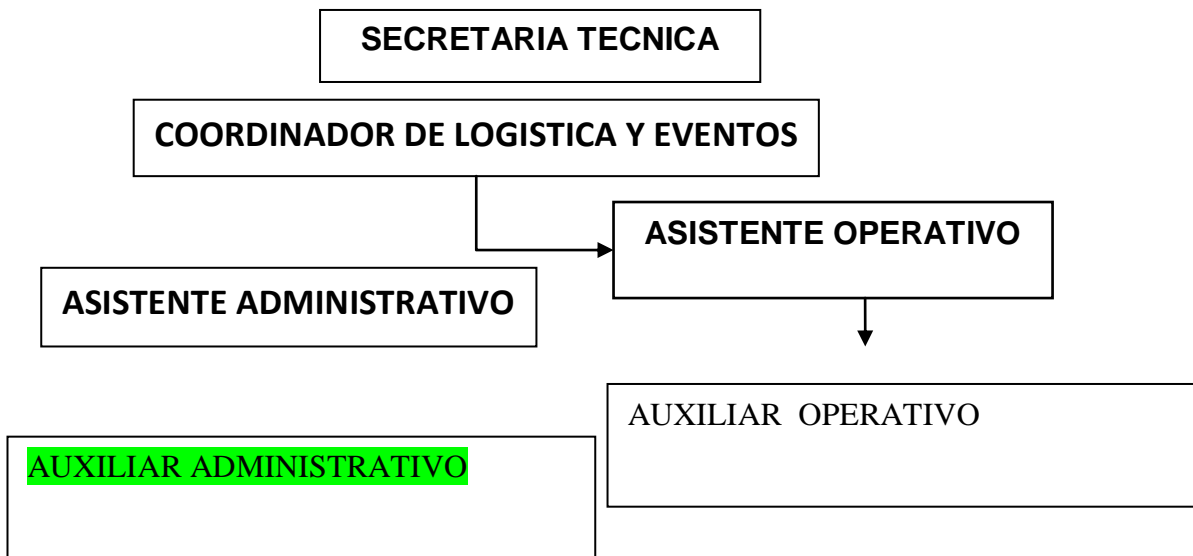 SECRETARIA TECNICA
COORDINADOR DE LOGISTICA Y EVENTOS
ASISTENTE OPERATIVO
ASISTENTE ADMINISTRATIVO
AUXILIAR OPERATIVO
AUXILIAR ADMINISTRATIVO